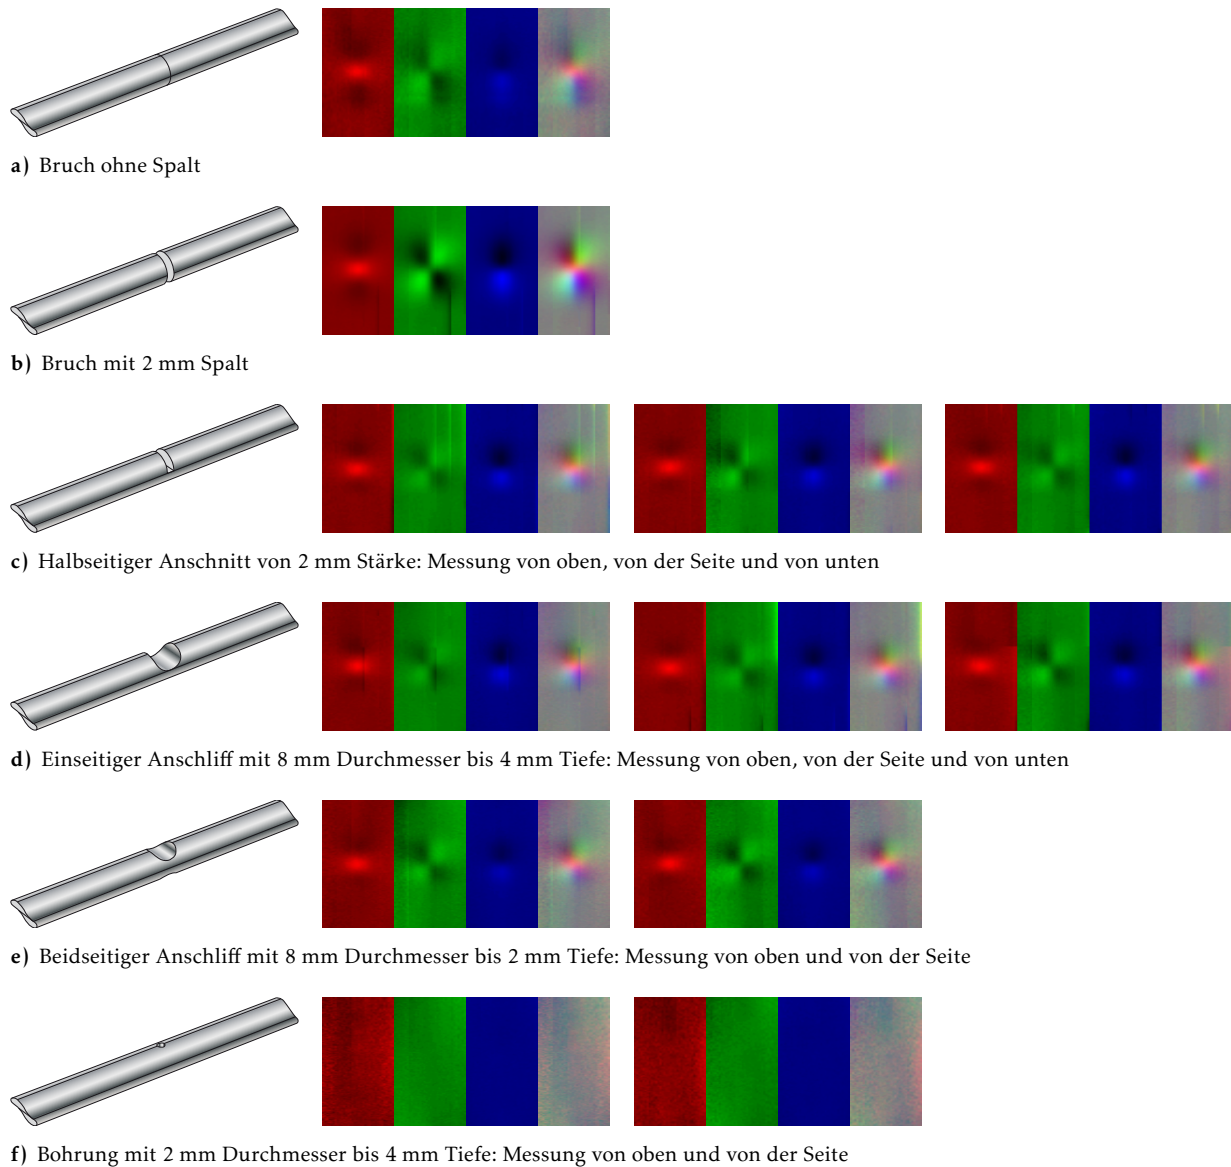 a) Bruch ohne Spalt
b) Bruch mit 2 mm Spalt
c) Halbseitiger Anschnitt von 2 mm Stärke: Messung von oben, von der Seite und von unten
d) Einseitiger Anschliff mit 8 mm Durchmesser bis 4 mm Tiefe: Messung von oben, von der Seite und von unten
e) Beidseitiger Anschliff mit 8 mm Durchmesser bis 2 mm Tiefe: Messung von oben und von der Seite
f) Bohrung mit 2 mm Durchmesser bis 4 mm Tiefe: Messung von oben und von der Seite